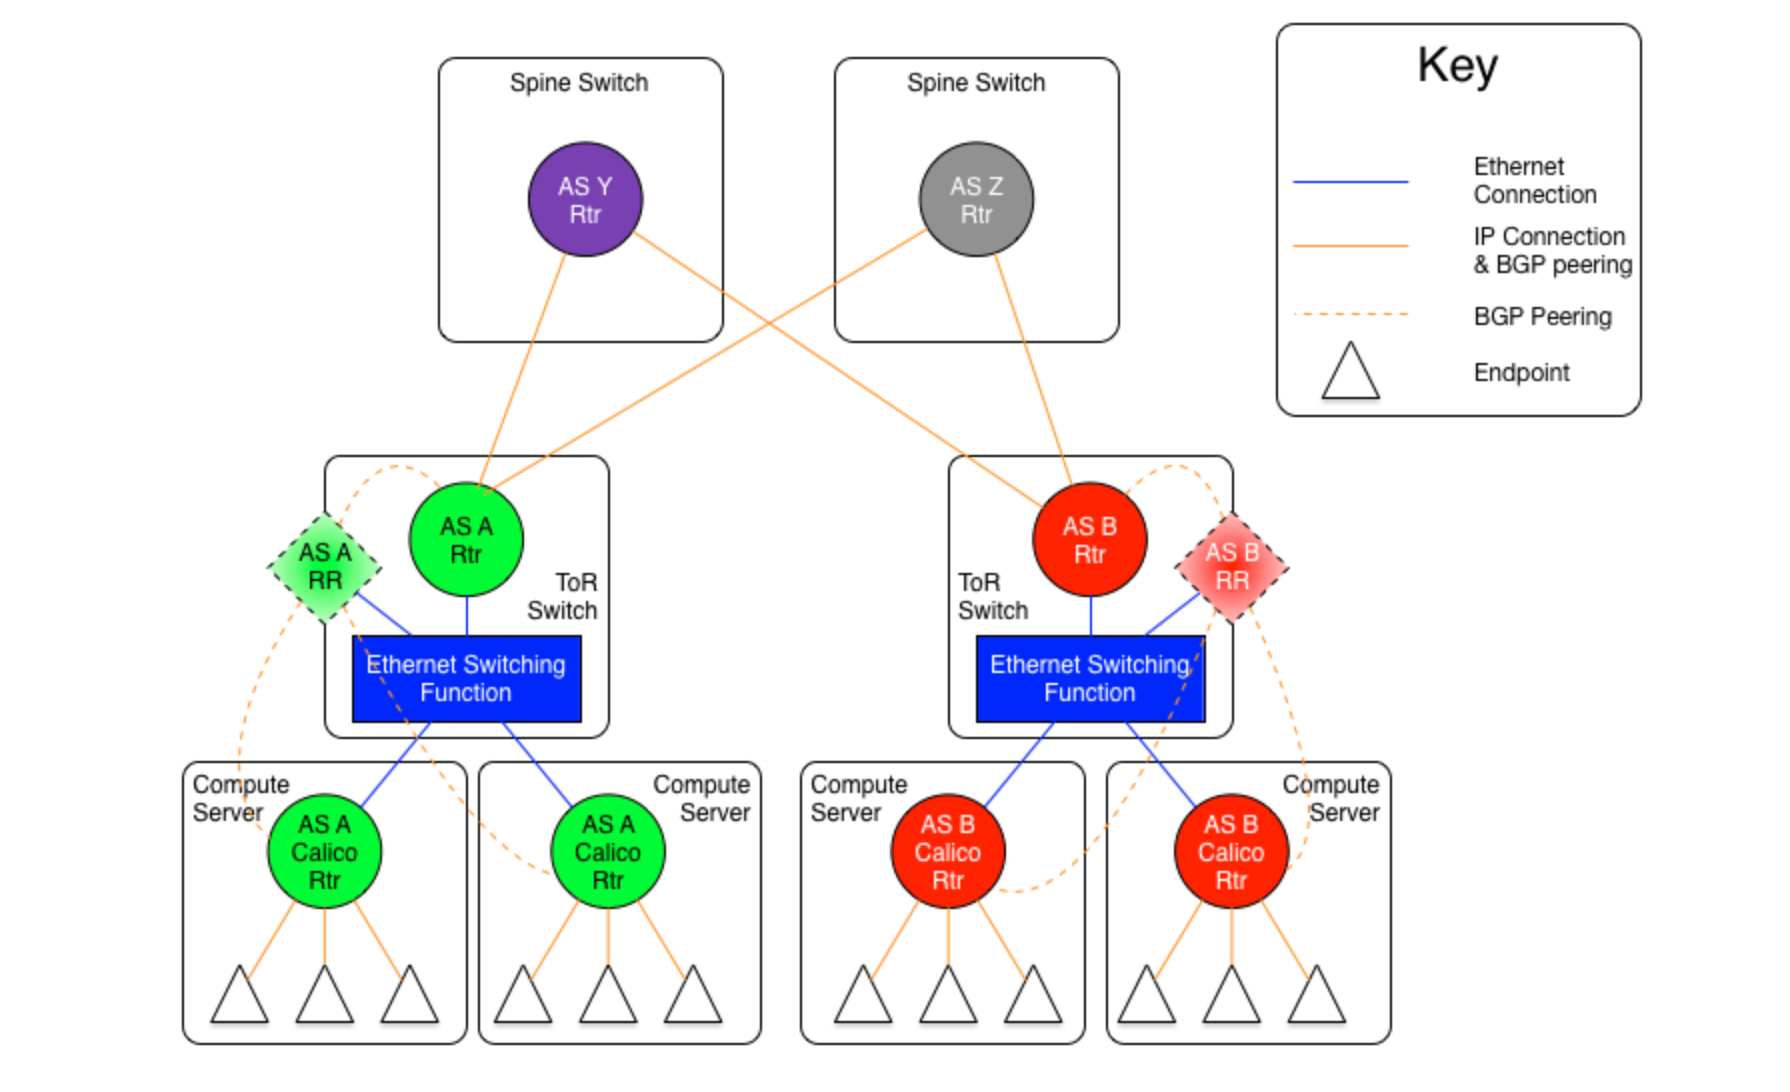 Key
Spine Switch
Spine Switch
AS Y
Rtr
AS Z
Rtr
Ethernet
Connection
IP Connection
& BGP peering
BGP Peering
Endpoint
AS A
RR
AS A
Rtr
ToR
Switch
Ethernet Switching
Function
AS B
Rtr
AS B
RR
ToR
Switch
Ethernet Switching
Function
Compute
Server
AS A
Calico
Rtr
Compute
Server
AS A
Calico
Rtr
Compute
Server
AS B
Calico
Rtr
Compute
Server
AS B
Calico
Rtr